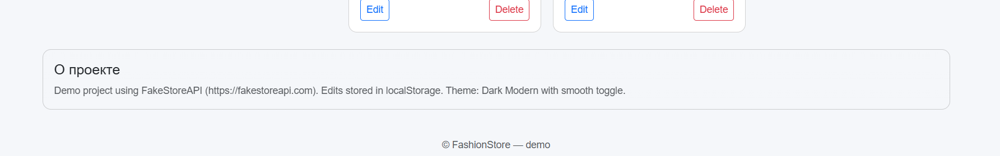 Edit Delete Edit Delete
О проекте
Demo project using FakeStoreAPI (https://fakestoreapi.com). Edits stored in localStorage. Theme: Dark Modern with smooth toggle.
© FashionStore — demo